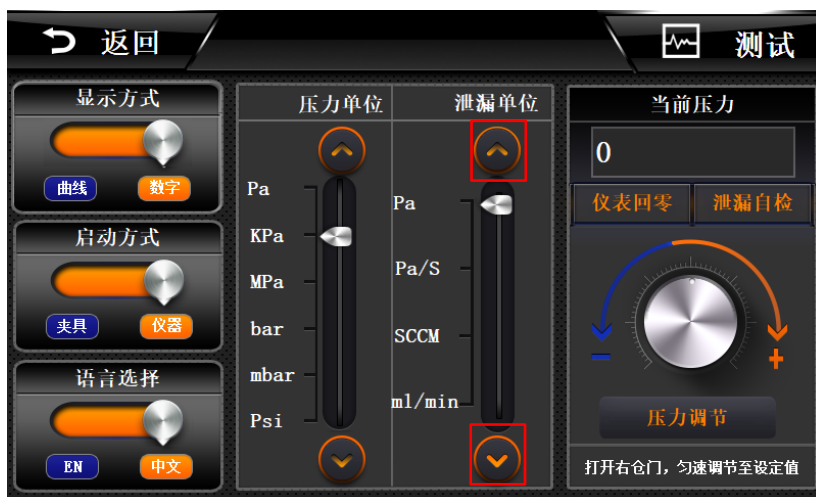 返回
测试
显示方式
曲线 数字
启动方式
夹具 仪器
语言选择
EN 中文
压力单位
Pa
KPa
MPa
bar
mbar
Psi
泄漏单位
Pa
Pa/S
SCCM
ml/min
当前压力
0
仪表回零 泄漏自检
− +
压力调节
打开右仓门，匀速调节至设定值